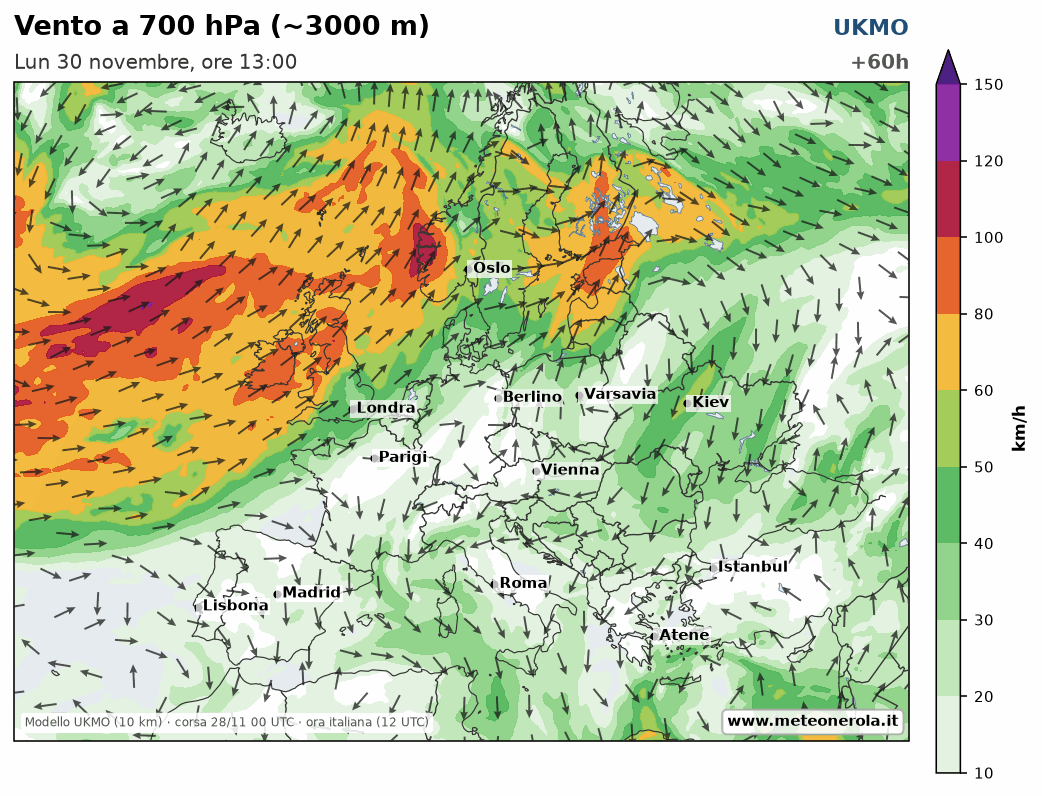 Vento a 700 hPa (~3000 m)
UKMO
Lun 30 novembre, ore 13:00
+60h
150
120
100
80
60
50
40
30
20
10
km/h
Oslo
Londra
Berlino
Varsavia
Kiev
Parigi
Vienna
Roma
Istanbul
Madrid
Lisbona
Atene
Modello UKMO (10 km) · corsa 28/11 00 UTC · ora italiana (12 UTC)
www.meteonerola.it